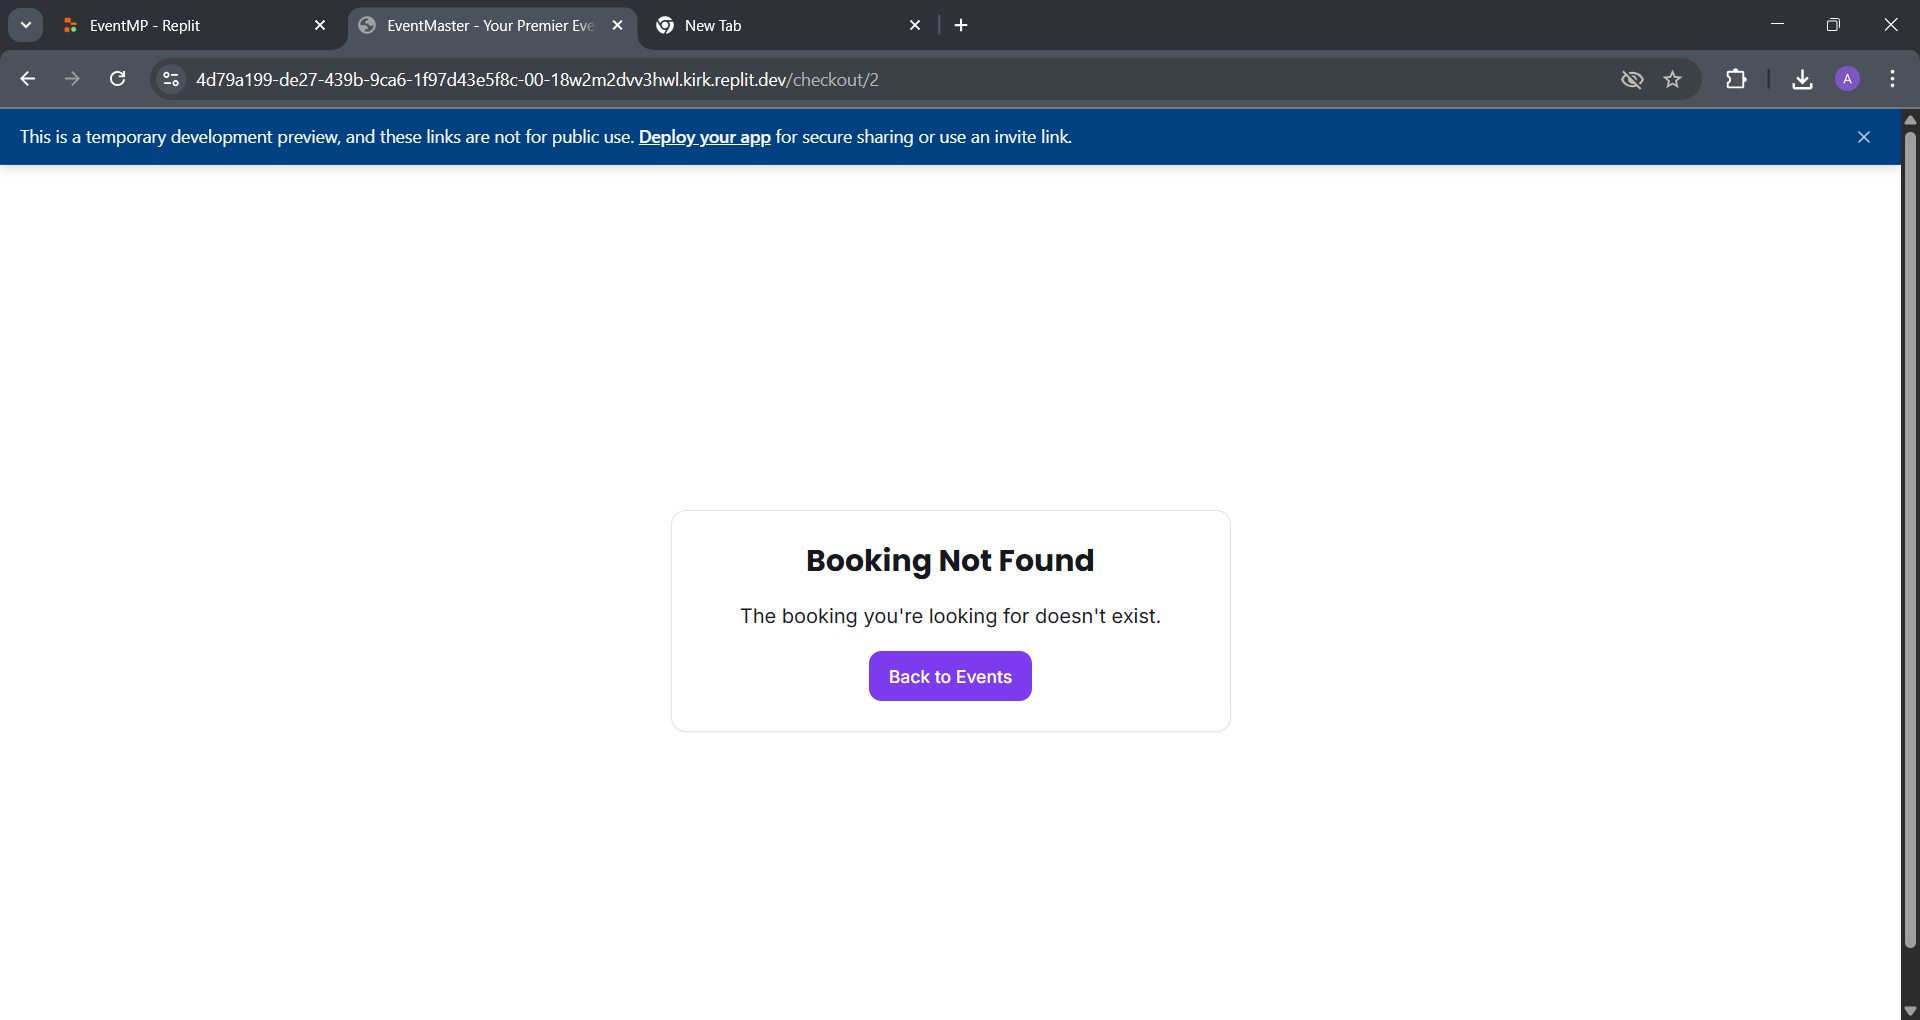 EventMP - Replit
EventMaster - Your Premier Eve
New Tab
4d79a199-de27-439b-9ca6-1f97d43e5f8c-00-18w2m2dvv3hwl.kirk.replit.dev/checkout/2
A
This is a temporary development preview, and these links are not for public use. Deploy your app for secure sharing or use an invite link.
Booking Not Found
The booking you're looking for doesn't exist.
Back to Events